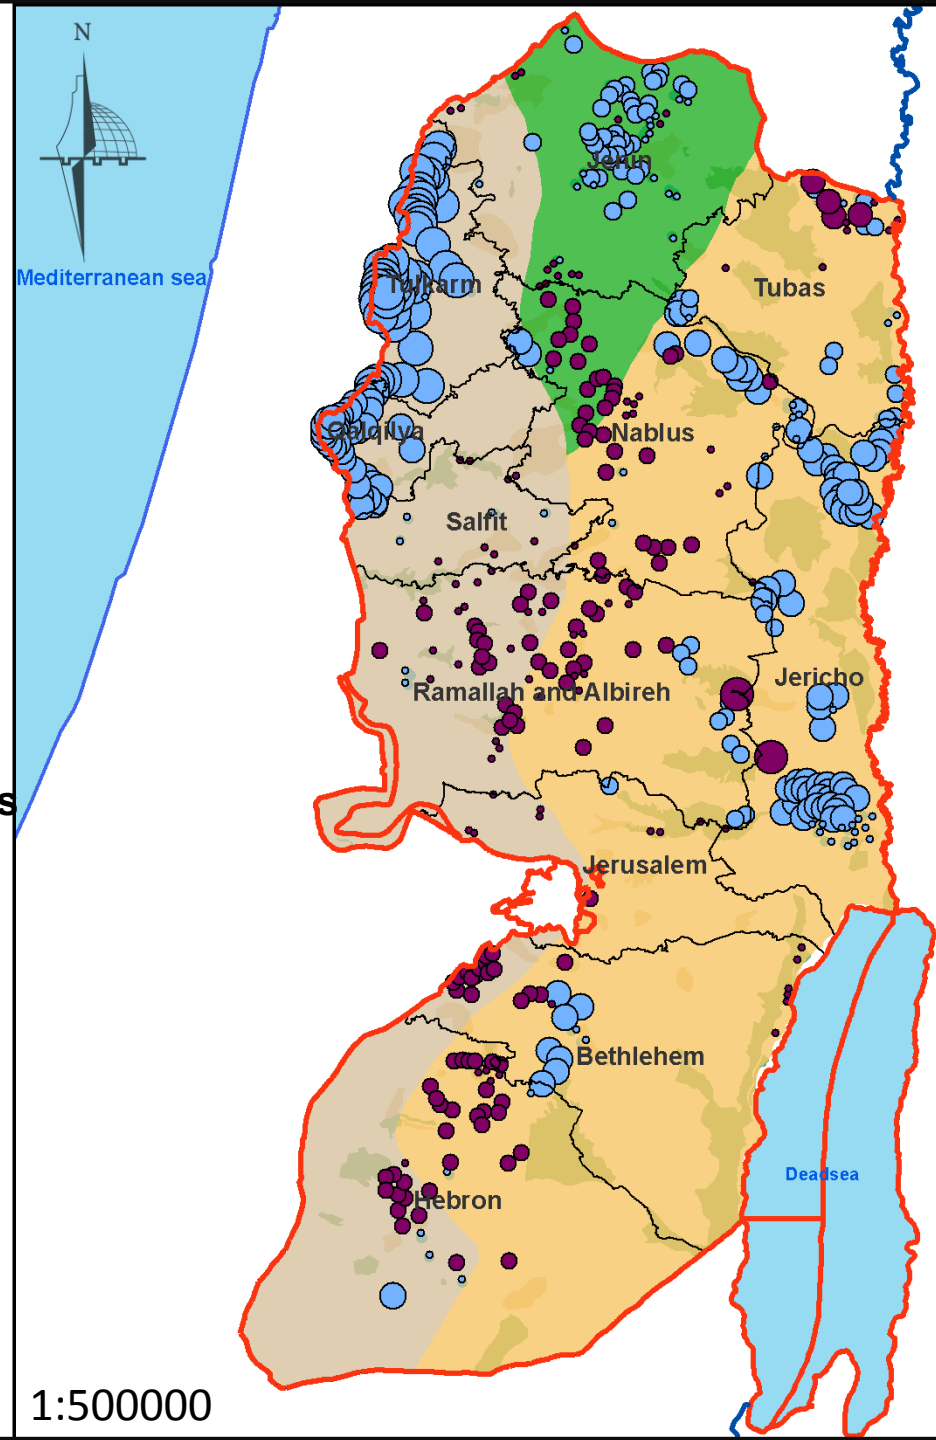 N
Mediterranean sea
Jenin
Tulkarm
Tubas
Qalqilya
Nablus
Salfit
Jericho
Ramallah and Albireh
s
Jerusalem
Bethlehem
Deadsea
Hebron
1:500000